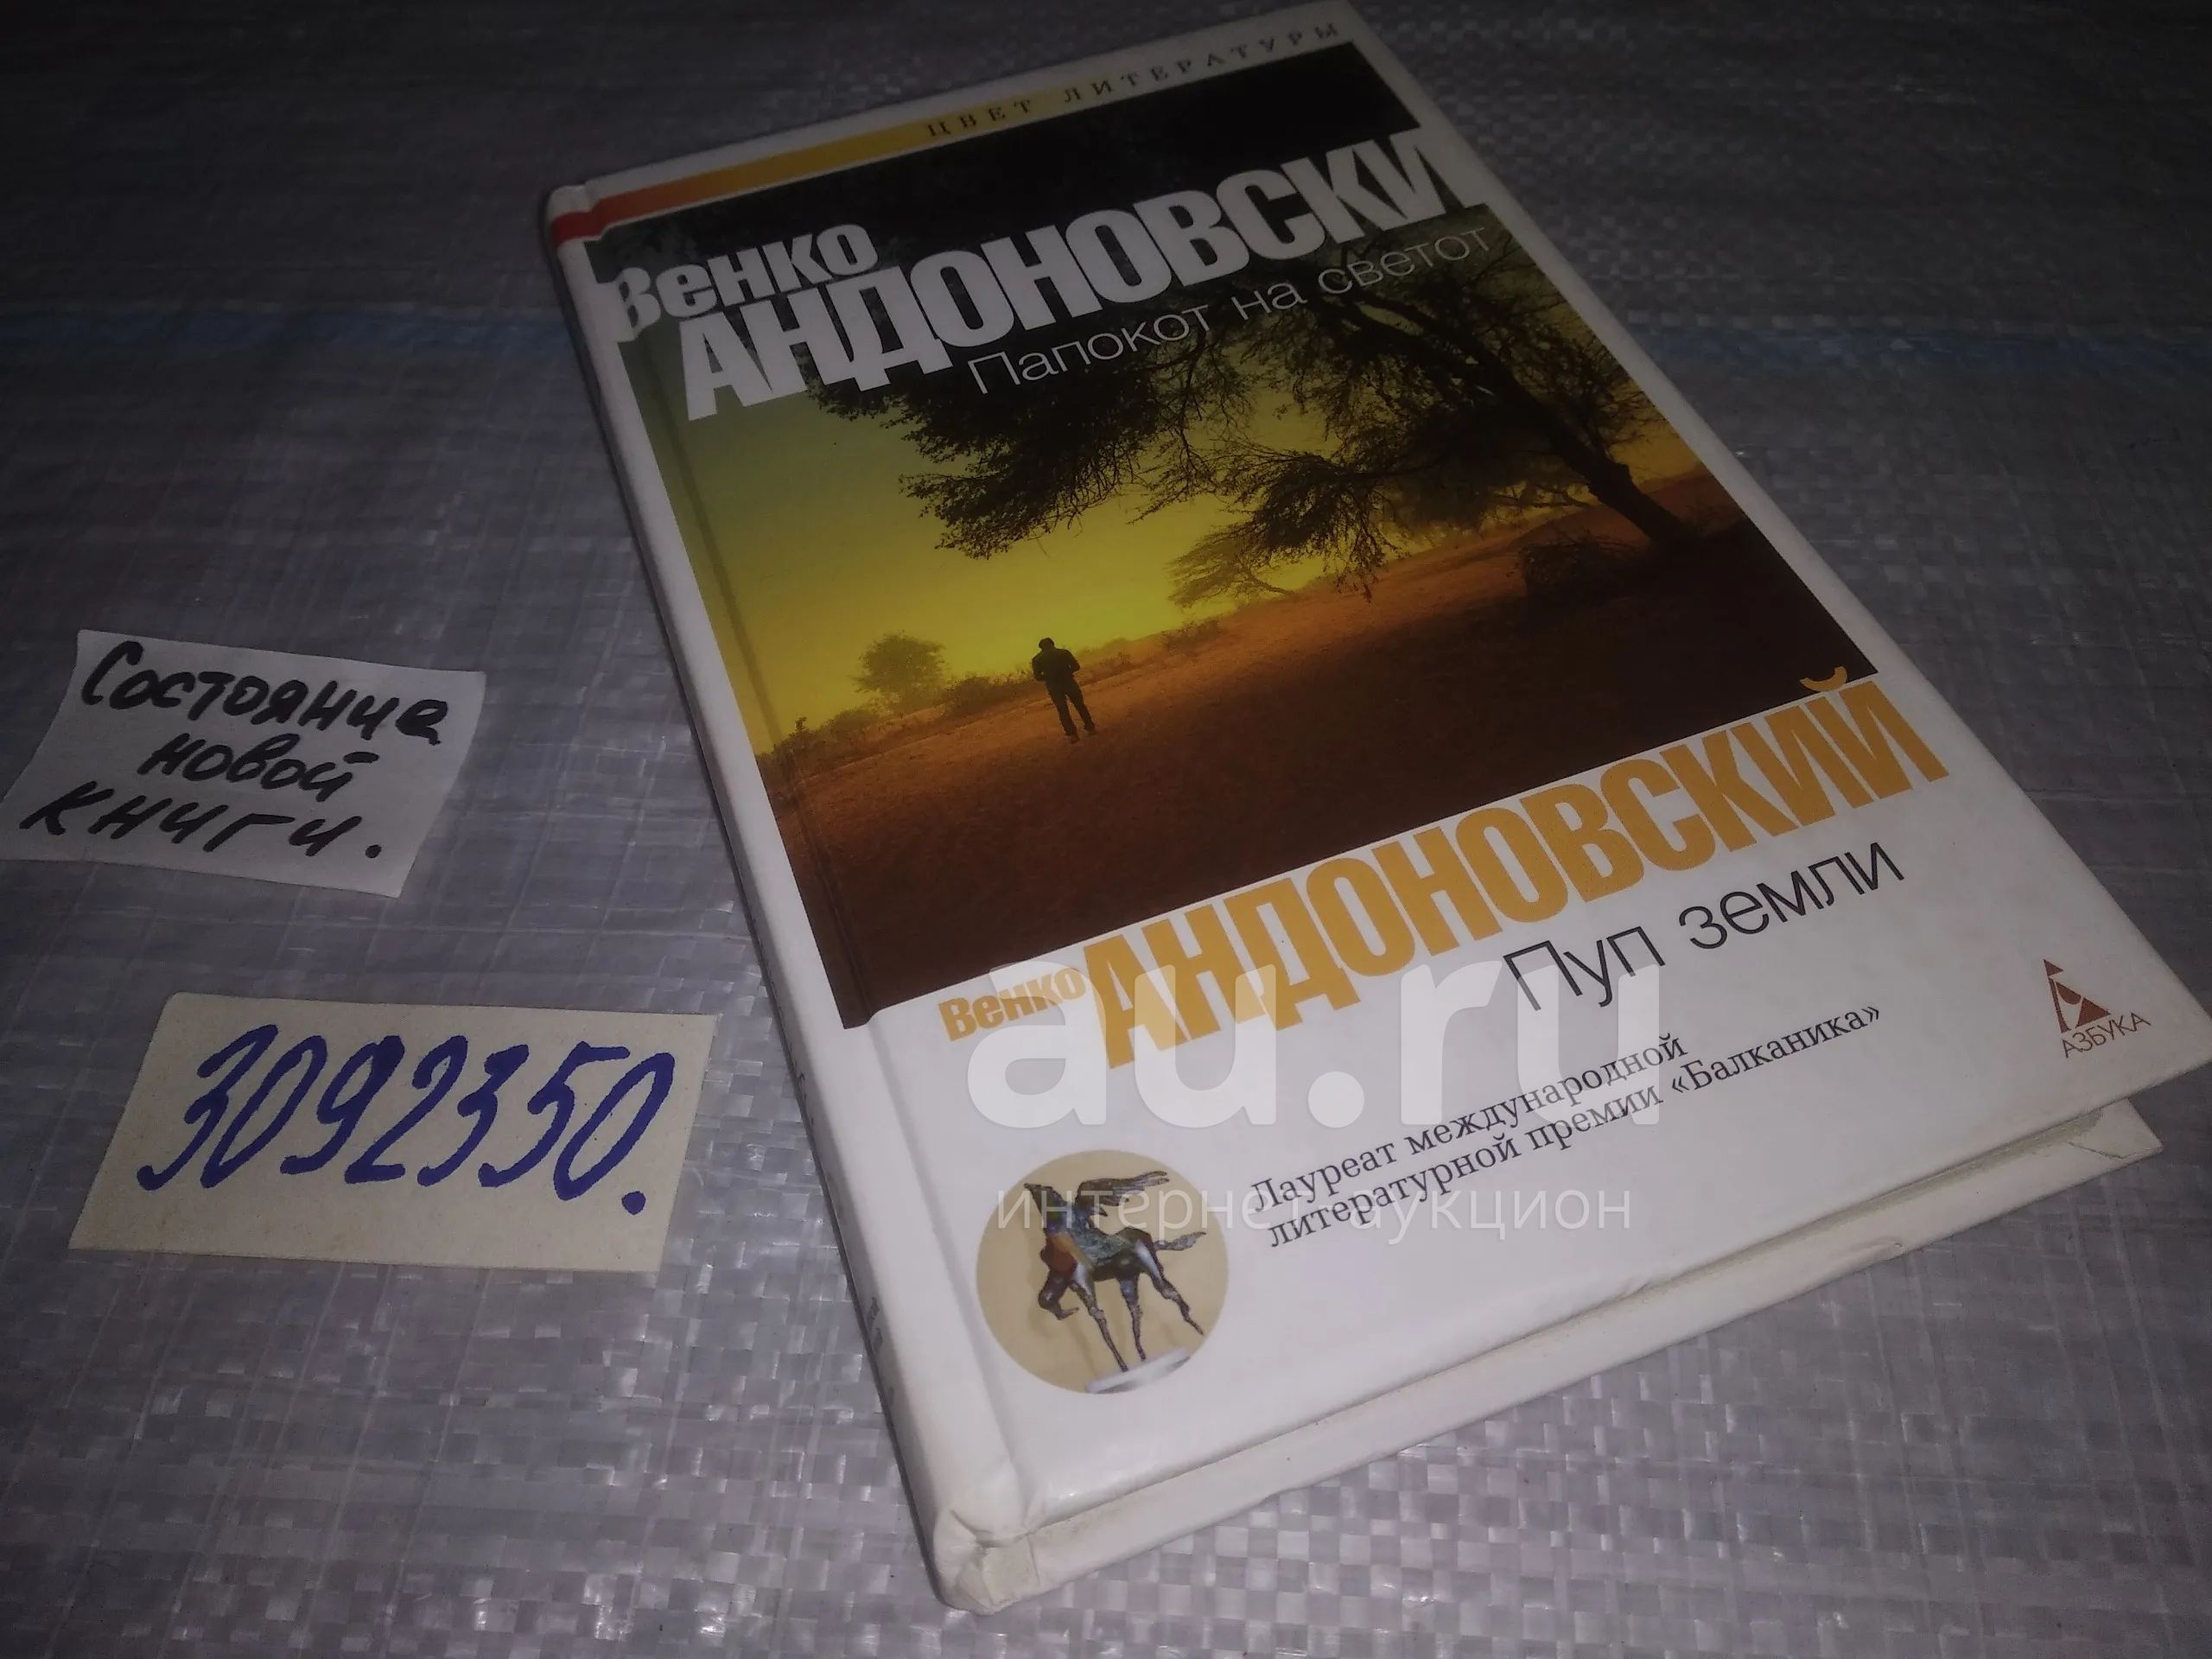 ЦВЕТ ЛИТЕРАТУРЫ
Венко
АНДОНОВСКИ
Папокот на светот
Венко АНДОНОВСКИЙ
Пуп земли
Лауреат международной
литературной премии «Балканика»
АЗБУКА
Состояние
новой
книги.
3092350.
au.ru
интернет аукцион